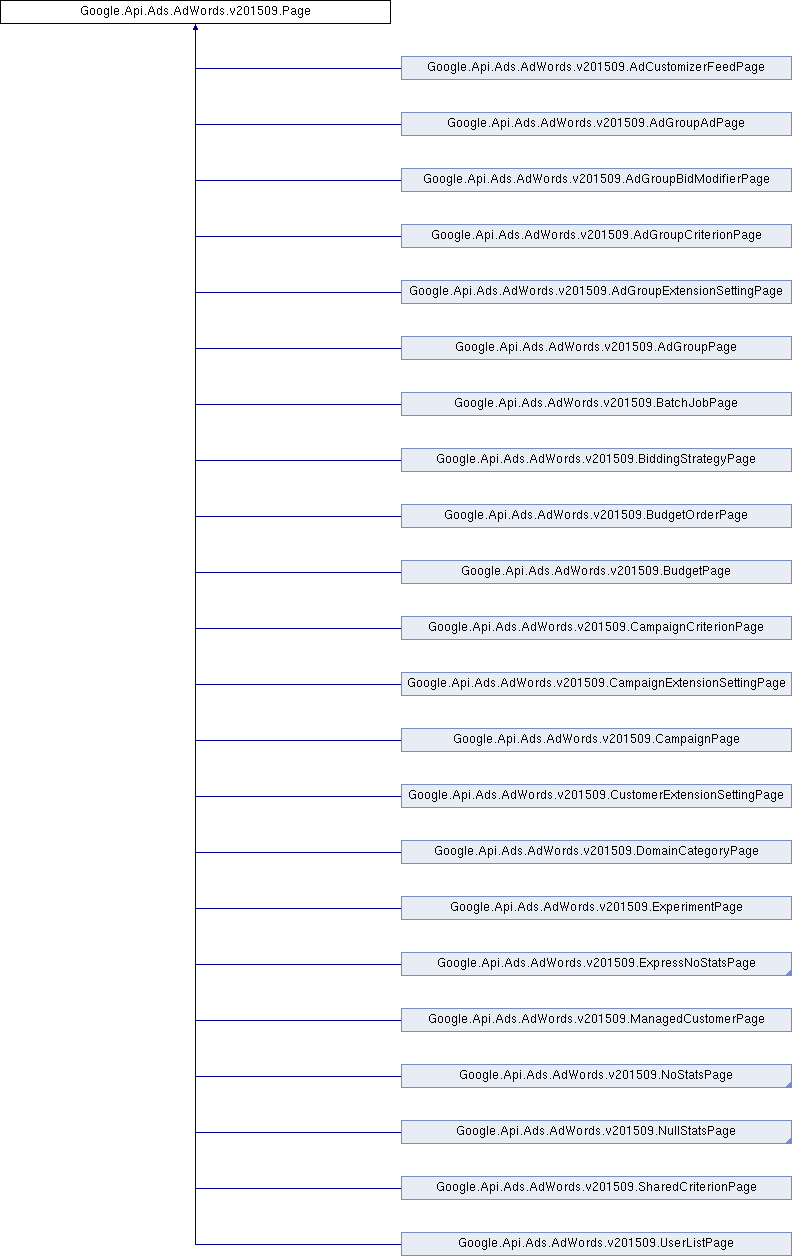 Google.Api.Ads.AdWords.v201509.Page
Google.Api.Ads.AdWords.v201509.AdCustomizerFeedPage
Google.Api.Ads.AdWords.v201509.AdGroupAdPage
Google.Api.Ads.AdWords.v201509.AdGroupBidModifierPage
Google.Api.Ads.AdWords.v201509.AdGroupCriterionPage
Google.Api.Ads.AdWords.v201509.AdGroupExtensionSettingPage
Google.Api.Ads.AdWords.v201509.AdGroupPage
Google.Api.Ads.AdWords.v201509.BatchJobPage
Google.Api.Ads.AdWords.v201509.BiddingStrategyPage
Google.Api.Ads.AdWords.v201509.BudgetOrderPage
Google.Api.Ads.AdWords.v201509.BudgetPage
Google.Api.Ads.AdWords.v201509.CampaignCriterionPage
Google.Api.Ads.AdWords.v201509.CampaignExtensionSettingPage
Google.Api.Ads.AdWords.v201509.CampaignPage
Google.Api.Ads.AdWords.v201509.CustomerExtensionSettingPage
Google.Api.Ads.AdWords.v201509.DomainCategoryPage
Google.Api.Ads.AdWords.v201509.ExperimentPage
Google.Api.Ads.AdWords.v201509.ExpressNoStatsPage
Google.Api.Ads.AdWords.v201509.ManagedCustomerPage
Google.Api.Ads.AdWords.v201509.NoStatsPage
Google.Api.Ads.AdWords.v201509.NullStatsPage
Google.Api.Ads.AdWords.v201509.SharedCriterionPage
Google.Api.Ads.AdWords.v201509.UserListPage